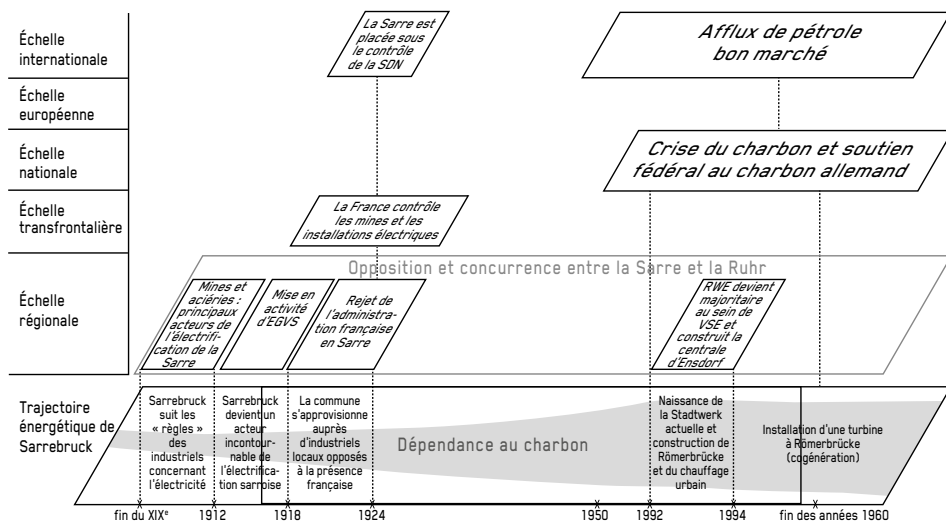 Échelle
internationale
La Sarre est
placée sous
le contrôle
de la SDN
Afflux de pétrole
bon marché
Échelle
européenne
Échelle
nationale
Crise du charbon et soutien
fédéral au charbon allemand
Échelle
transfrontalière
La France contrôle
les mines et les
installations électriques
Échelle
régionale
Opposition et concurrence entre la Sarre et la Ruhr
Mines et
aciéries :
principaux
acteurs de
l'électrifi-
cation de la
Sarre
Mise en
activité
d'EGVS
Rejet de
l'administra-
tion française
en Sarre
RWE devient
majoritaire
au sein de
VSE et
construit la
centrale
d'Ensdorf
Trajectoire
énergétique de
Sarrebruck
Sarrebruck
suit les
« règles »
des
industriels
concernant
l'électricité
Sarrebruck
devient un
acteur
incontour-
nable de
l'électrifica-
tion sarroise
La commune
s'approvisionne
auprès
d'industriels
locaux opposés
à la présence
française
Dépendance au charbon
Naissance de
la Stadtwerk
actuelle et
construction de
Römerbrücke
et du chauffage
urbain
Installation d'une turbine
à Römerbrücke
(cogénération)
fin du XIXe
1912
1918
1924
1950
1992
1994
fin des années 1960